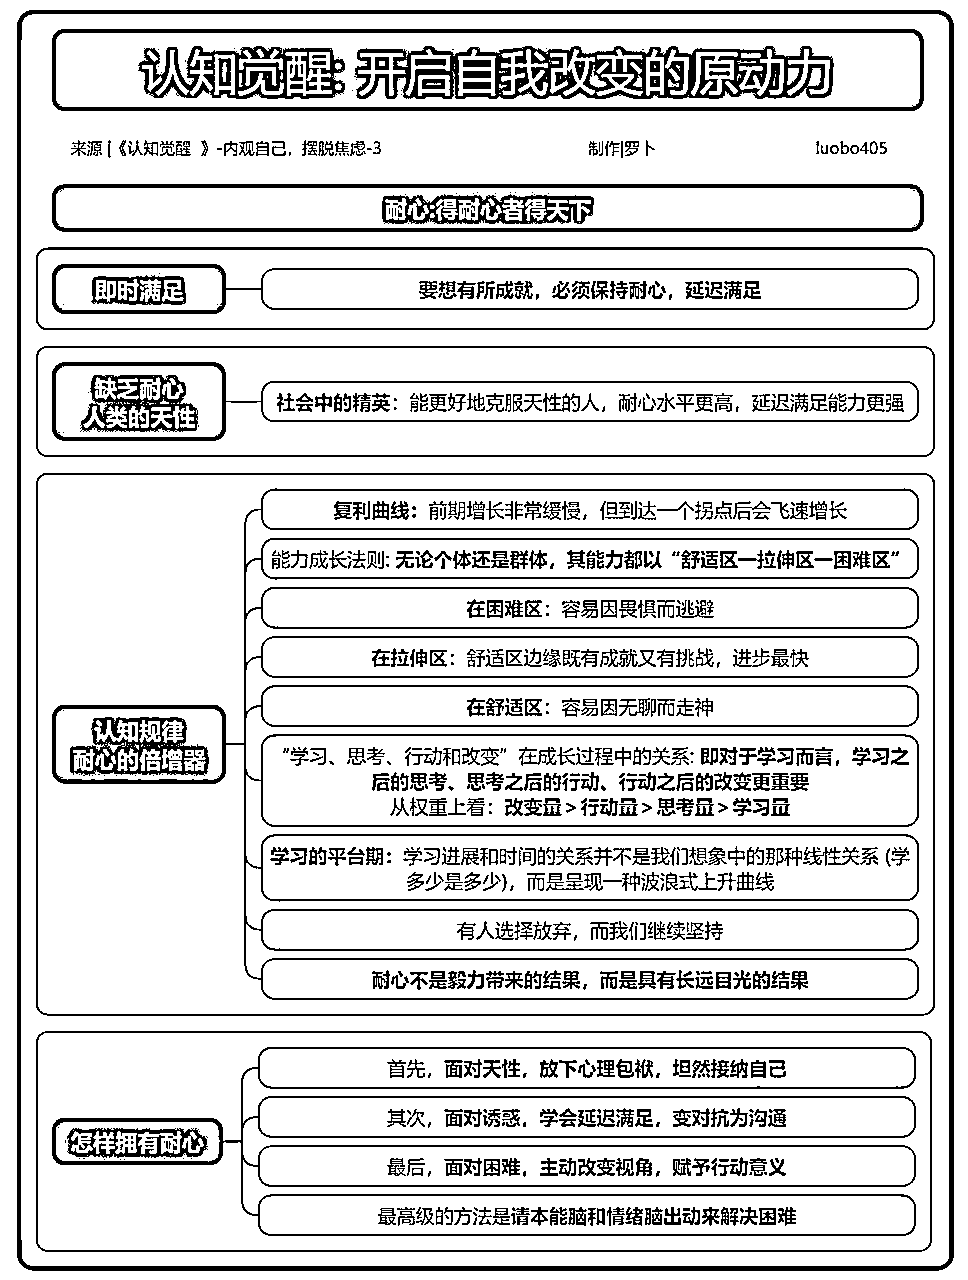 认知觉醒: 开启自我改变的原动力
来源 |《认知觉醒 》-内观自己，摆脱焦虑-3
制作|罗卜
luobo405
耐心:得耐心者得天下
即时满足
要想有所成就，必须保持耐心，延迟满足
缺乏耐心
人类的天性
社会中的精英：能更好地克服天性的人，耐心水平更高，延迟满足能力更强
认知规律
耐心的倍增器
复利曲线：前期增长非常缓慢，但到达一个拐点后会飞速增长
能力成长法则: 无论个体还是群体，其能力都以“舒适区—拉伸区—困难区”
在困难区：容易因畏惧而逃避
在拉伸区：舒适区边缘既有成就又有挑战，进步最快
在舒适区：容易因无聊而走神
“学习、思考、行动和改变”在成长过程中的关系: 即对于学习而言，学习之
后的思考、思考之后的行动、行动之后的改变更重要
从权重上看：改变量 > 行动量 > 思考量 > 学习量
学习的平台期：学习进展和时间的关系并不是我们想象中的那种线性关系 (学
多少是多少)，而是呈现一种波浪式上升曲线
有人选择放弃，而我们继续坚持
耐心不是毅力带来的结果，而是具有长远目光的结果
怎样拥有耐心
首先，面对天性，放下心理包袱，坦然接纳自己
其次，面对诱惑，学会延迟满足，变对抗为沟通
最后，面对困难，主动改变视角，赋予行动意义
最高级的方法是请本能脑和情绪脑出动来解决困难